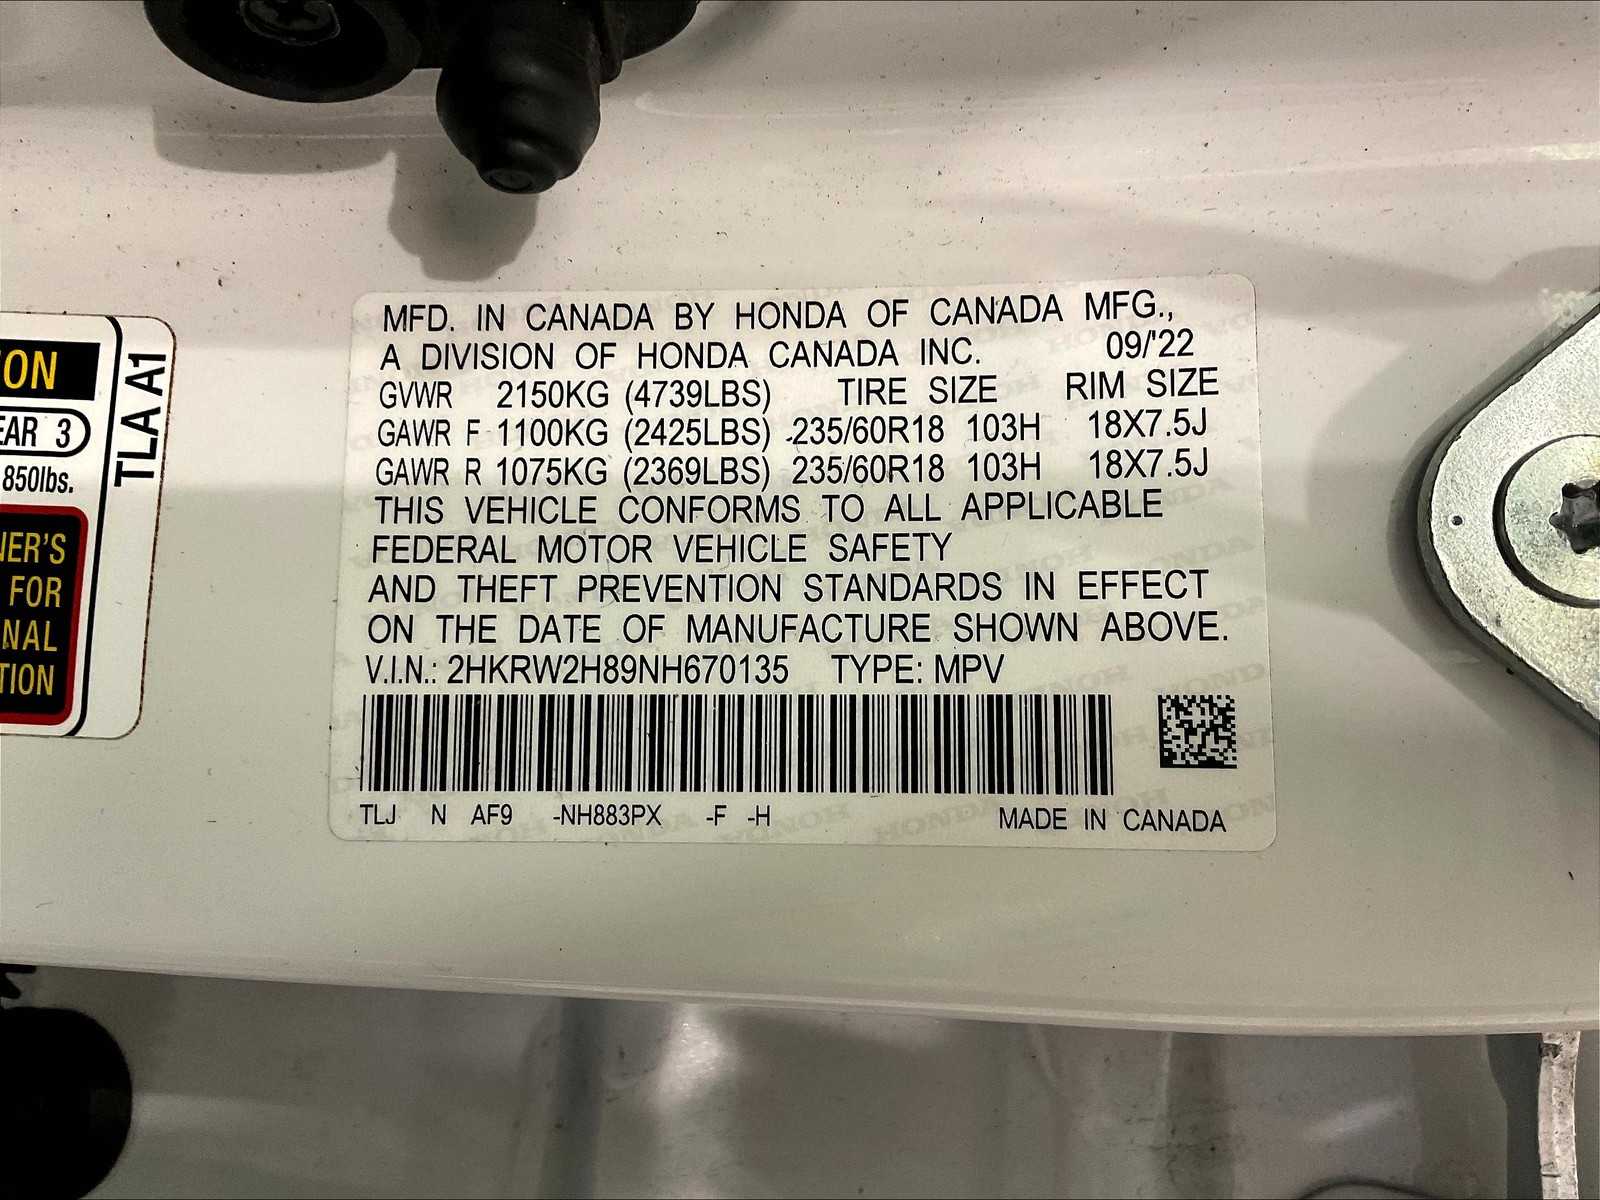 MFD. IN CANADA BY HONDA OF CANADA MFG.,
A DIVISION OF HONDA CANADA INC. 09/'22
GVWR 2150KG (4739LBS) TIRE SIZE RIM SIZE
GAWR F 1100KG (2425LBS) 235/60R18 103H 18X7.5J
GAWR R 1075KG (2369LBS) 235/60R18 103H 18X7.5J
THIS VEHICLE CONFORMS TO ALL APPLICABLE
FEDERAL MOTOR VEHICLE SAFETY
AND THEFT PREVENTION STANDARDS IN EFFECT
ON THE DATE OF MANUFACTURE SHOWN ABOVE.
V.I.N.: 2HKRW2H89NH670135 TYPE: MPV
TLJ N AF9 -NH883PX -F -H MADE IN CANADA
ION
EAR 3
850lbs.
NER'S
FOR
NAL
TION
TLA A1